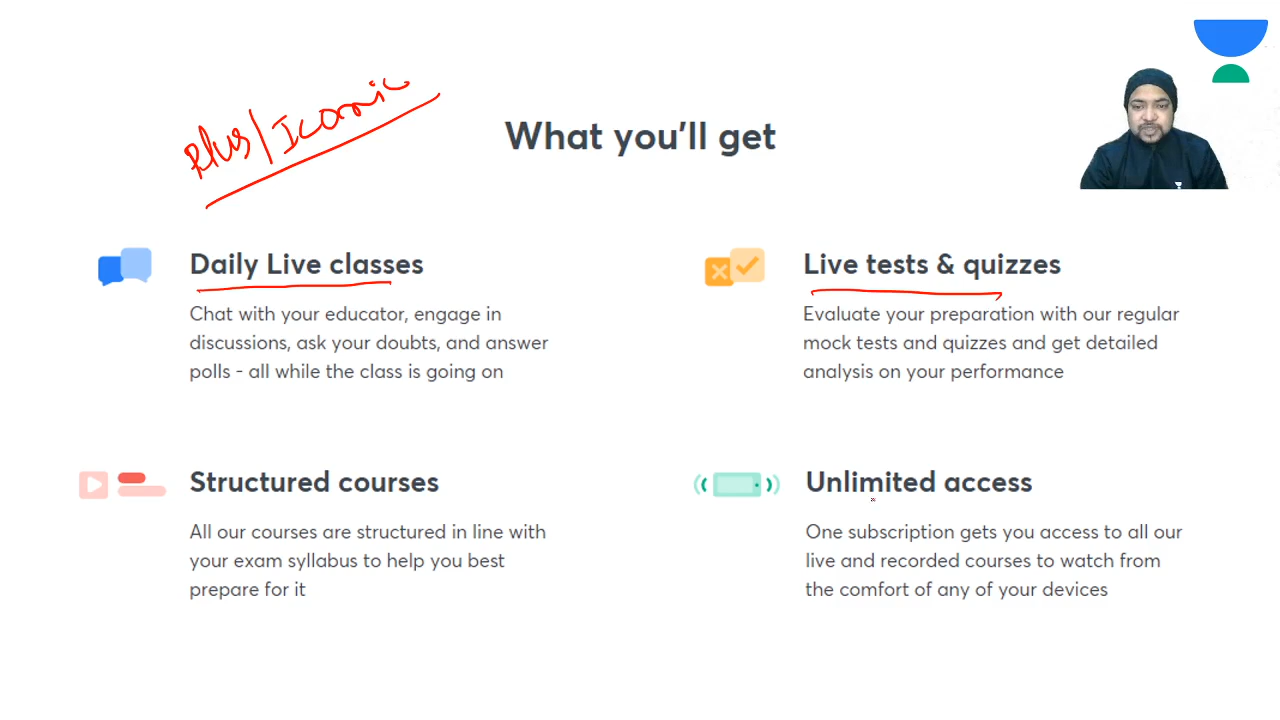 Plus/Iconic
What you'll get
Daily Live classes
Chat with your educator, engage in
discussions, ask your doubts, and answer
polls - all while the class is going on
Live tests & quizzes
Evaluate your preparation with our regular
mock tests and quizzes and get detailed
analysis on your performance
Structured courses
All our courses are structured in line with
your exam syllabus to help you best
prepare for it
Unlimited access
One subscription gets you access to all our
live and recorded courses to watch from
the comfort of any of your devices